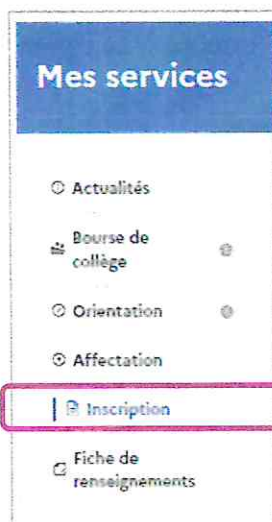 Mes services
Actualités
Bourse de
collège
Orientation
Affectation
Inscription
Fiche de
renseignements